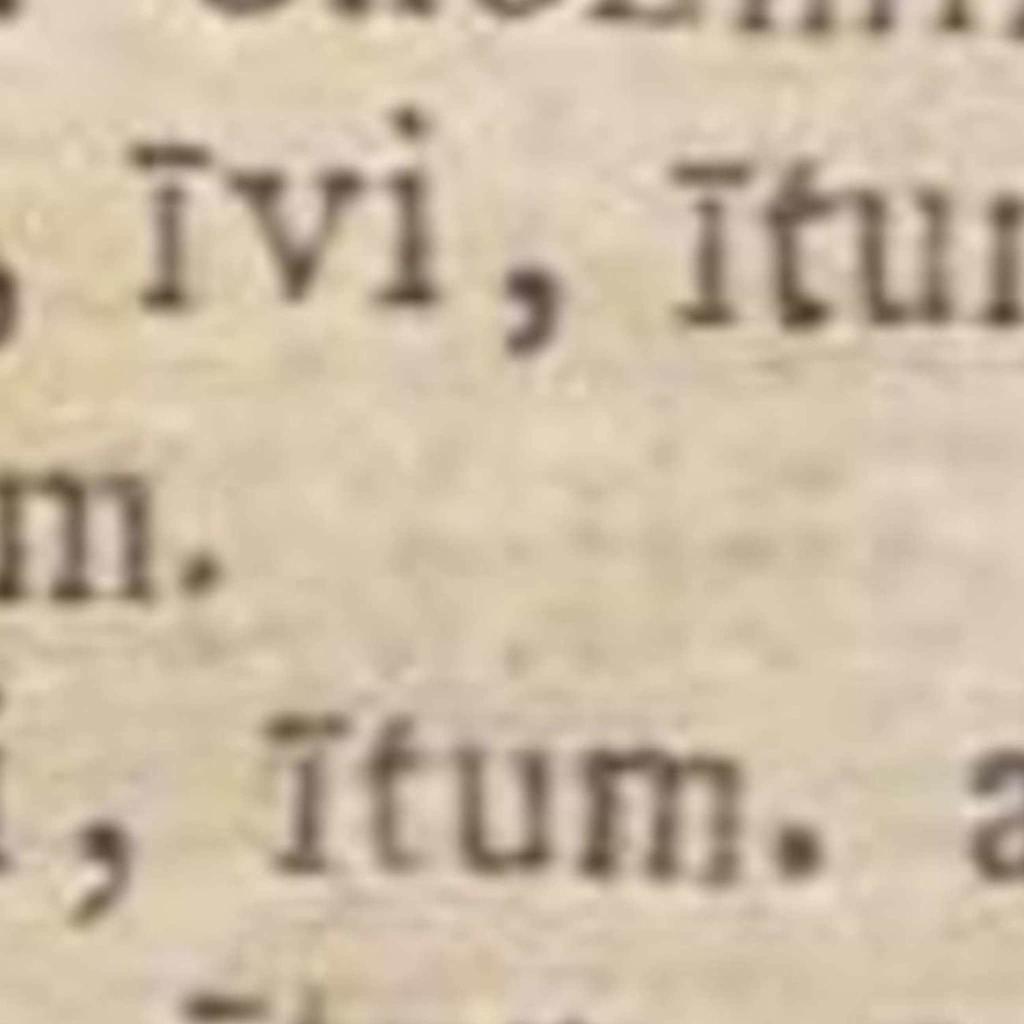 , īvi, ītu
m.
, ītum. a